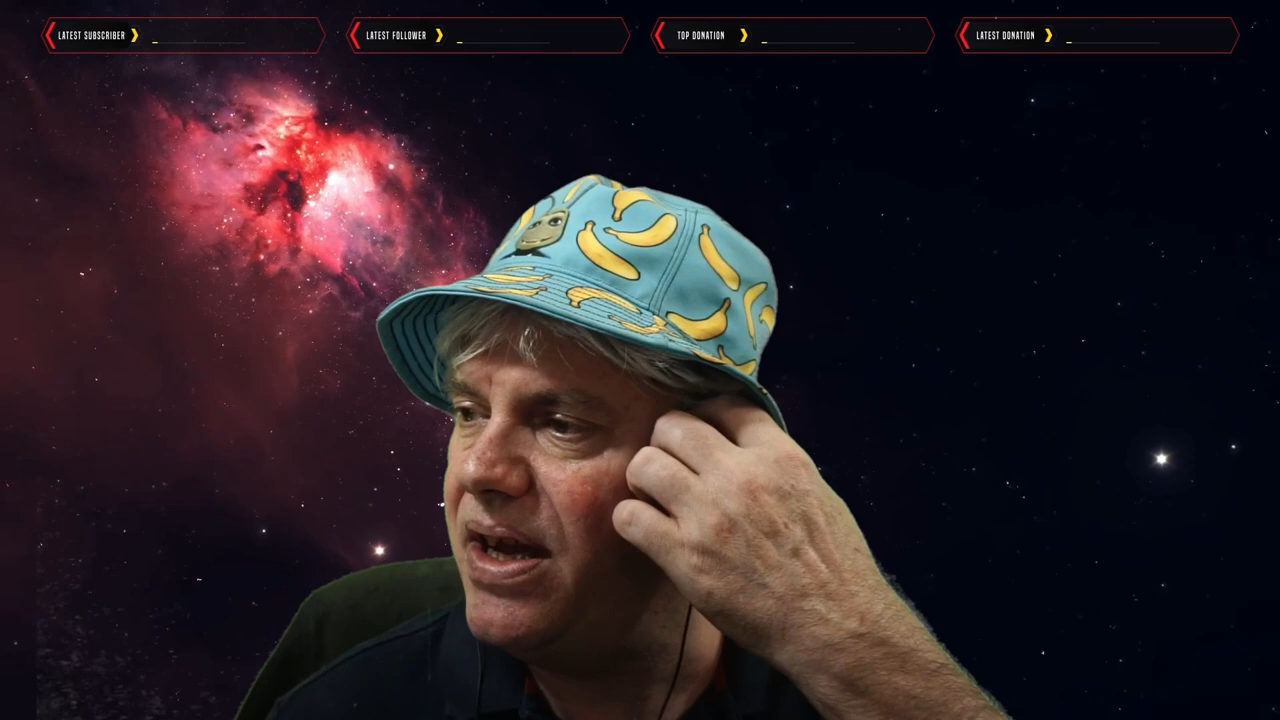 LATEST SUBSCRIBER
LATEST FOLLOWER
TOP DONATION
LATEST DONATION